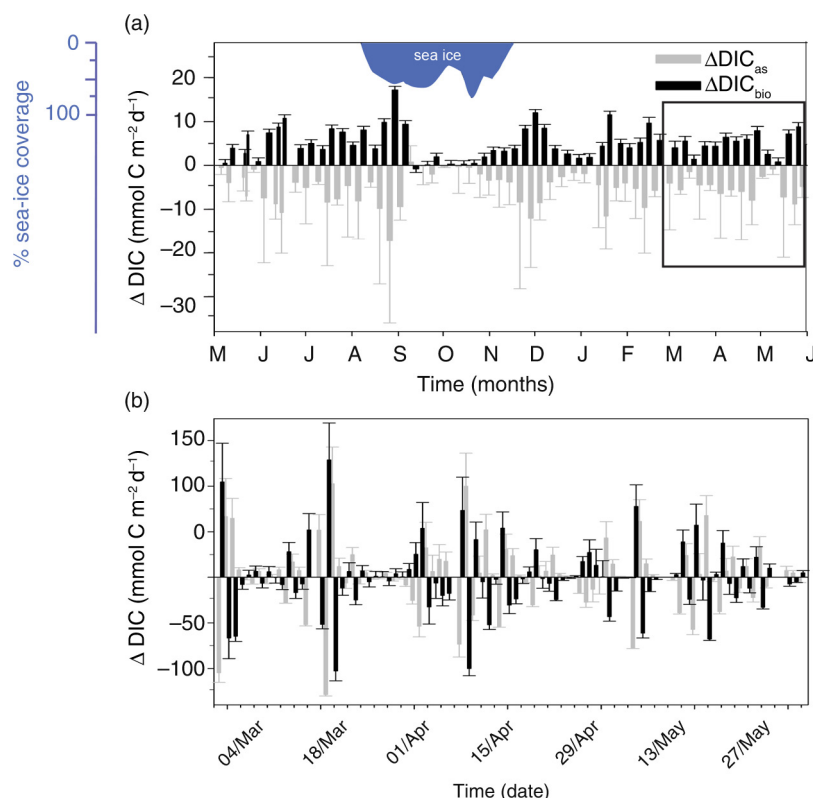 (a)
0
100
% sea-ice coverage
sea ice
ΔDIC_as
ΔDIC_bio
20
10
0
−10
−20
−30
Δ DIC (mmol C m⁻² d⁻¹)
M J J A S O N D J F M A M J
Time (months)
(b)
150
100
0
−50
−100
Δ DIC (mmol C m⁻² d⁻¹)
04/Mar 18/Mar 01/Apr 15/Apr 29/Apr 13/May 27/May
Time (date)